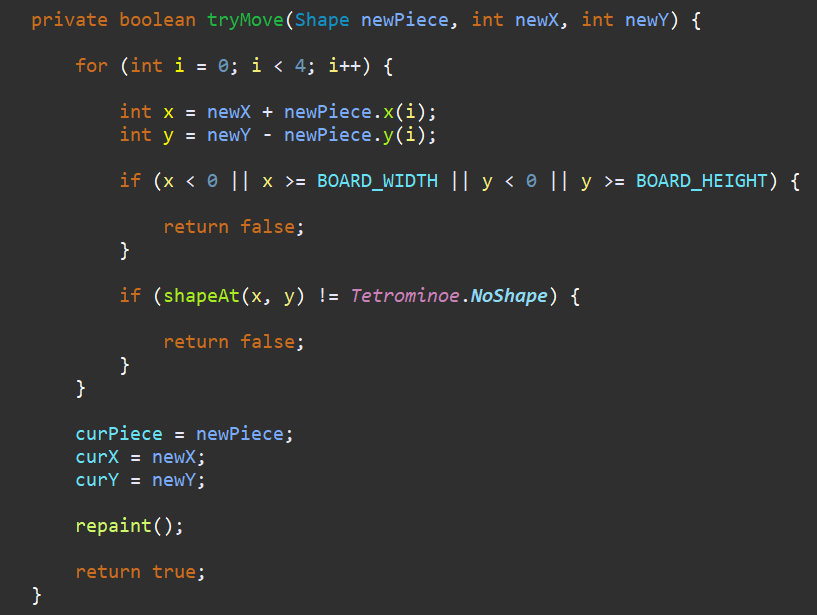 private boolean tryMove(Shape newPiece, int newX, int newY) {
for (int i = 0; i < 4; i++) {
int x = newX + newPiece.x(i);
int y = newY - newPiece.y(i);
if (x < 0 || x >= BOARD_WIDTH || y < 0 || y >= BOARD_HEIGHT) {
return false;
}
if (shapeAt(x, y) != Tetrominoe.NoShape) {
return false;
}
}
curPiece = newPiece;
curX = newX;
curY = newY;
repaint();
return true;
}